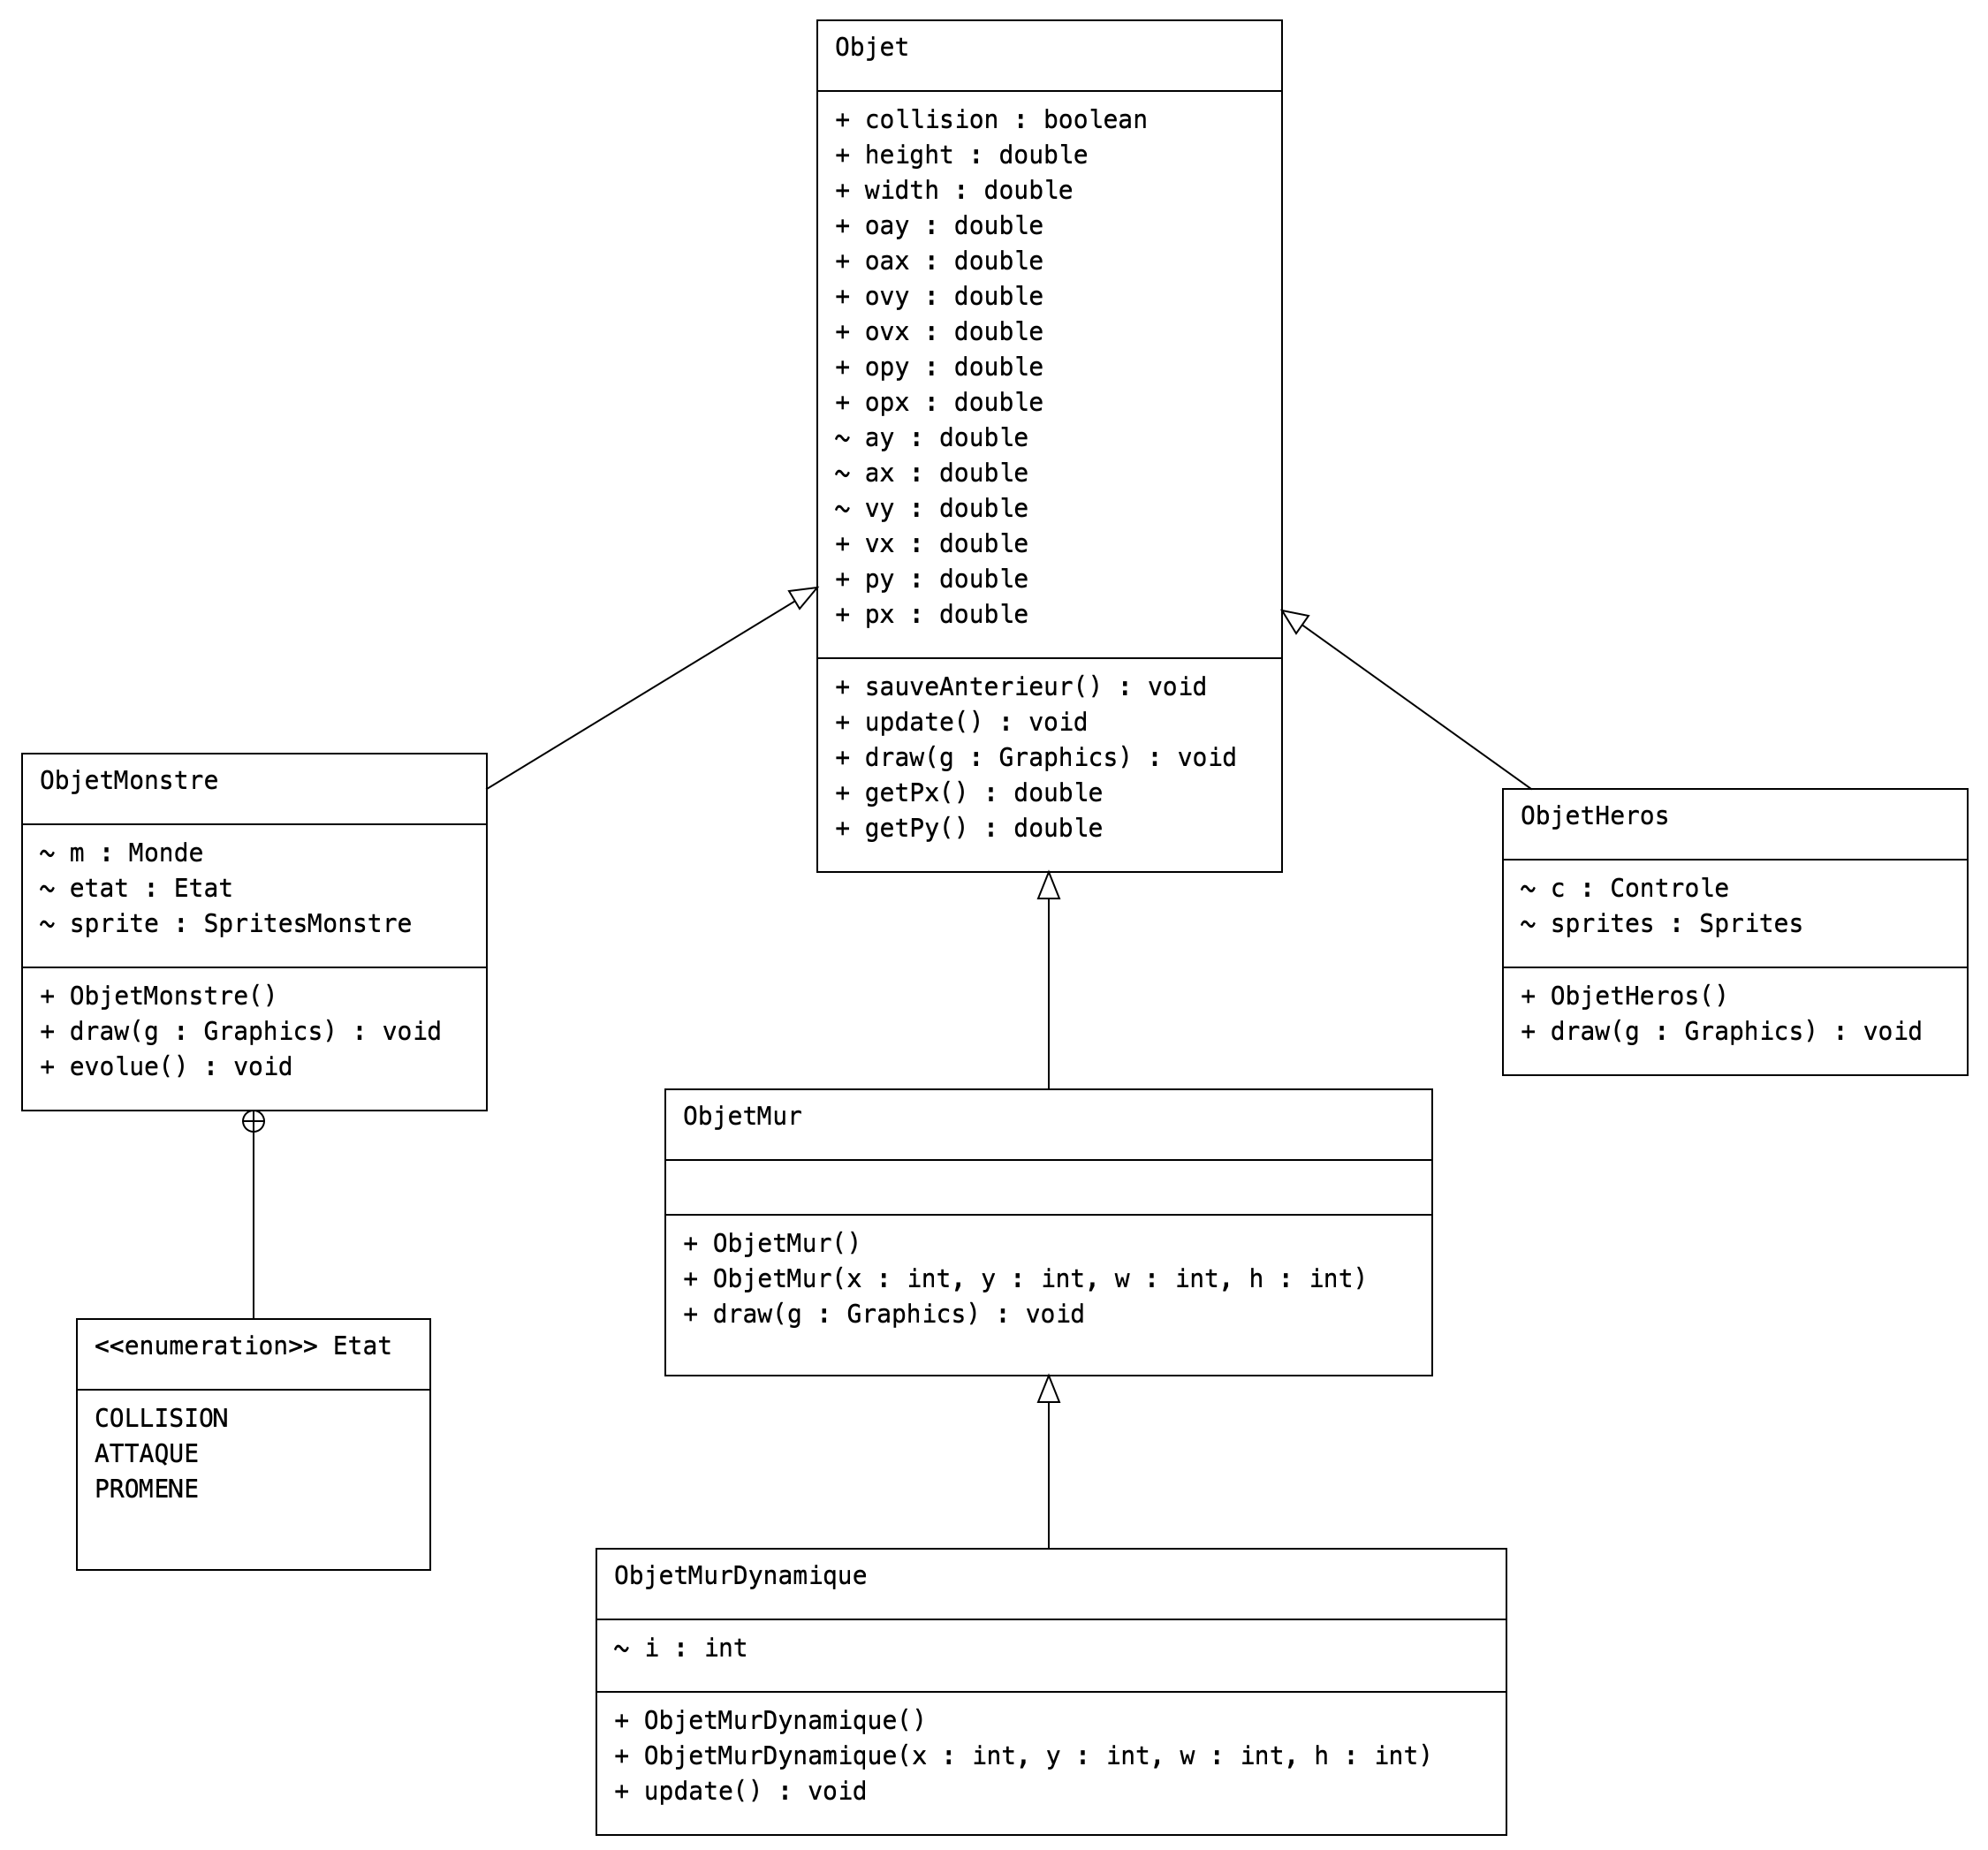 Objet
+ collision : boolean
+ height : double
+ width : double
+ oay : double
+ oax : double
+ ovy : double
+ ovx : double
+ opy : double
+ opx : double
~ ay : double
~ ax : double
~ vy : double
+ vx : double
+ py : double
+ px : double
+ sauveAnterieur() : void
+ update() : void
+ draw(g : Graphics) : void
+ getPx() : double
+ getPy() : double
ObjetMonstre
~ m : Monde
~ etat : Etat
~ sprite : SpritesMonstre
+ ObjetMonstre()
+ draw(g : Graphics) : void
+ evolue() : void
ObjetHeros
~ c : Controle
~ sprites : Sprites
+ ObjetHeros()
+ draw(g : Graphics) : void
ObjetMur
+ ObjetMur()
+ ObjetMur(x : int, y : int, w : int, h : int)
+ draw(g : Graphics) : void
<<enumeration>> Etat
COLLISION
ATTAQUE
PROMENE
ObjetMurDynamique
~ i : int
+ ObjetMurDynamique()
+ ObjetMurDynamique(x : int, y : int, w : int, h : int)
+ update() : void